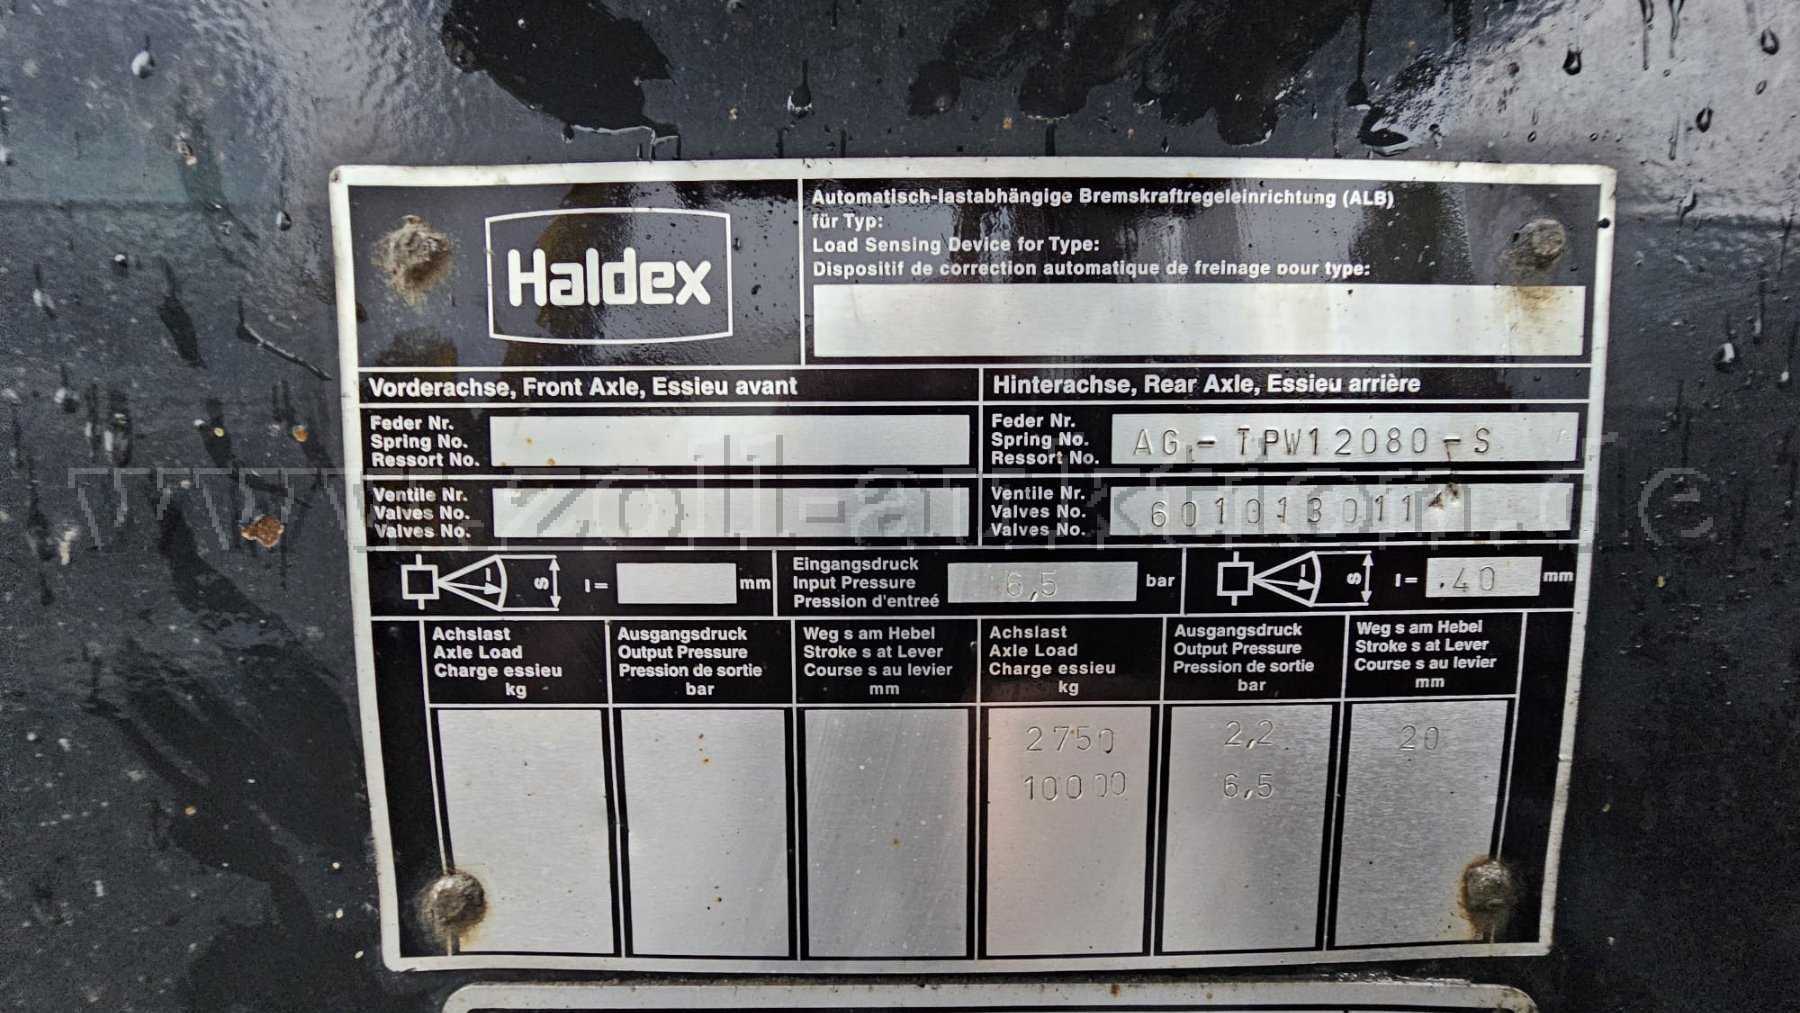 Haldex
Automatisch-lastabhängige Bremskraftregeleinrichtung (ALB)
für Typ:
Load Sensing Device for Type:
Dispositif de correction automatique de freinage pour type:
Vorderachse, Front Axle, Essieu avant
Hinterachse, Rear Axle, Essieu arrière
Feder Nr.
Spring No.
Ressort No.
Feder Nr.
Spring No.
Ressort No.
AG - TPW12080-S
Ventile Nr.
Valves No.
Valves No.
Ventile Nr.
Valves No.
Valves No.
601013011
S
I = mm
Eingangsdruck
Input Pressure
Pression d'entreé
6,5 bar
S
I = .40 mm
Achslast
Axle Load
Charge essieu
kg
Ausgangsdruck
Output Pressure
Pression de sortie
bar
Weg s am Hebel
Stroke s at Lever
Course s au levier
mm
Achslast
Axle Load
Charge essieu
kg
Ausgangsdruck
Output Pressure
Pression de sortie
bar
Weg s am Hebel
Stroke s at Lever
Course s au levier
mm
2750 2,2 20
10000 6,5
www.zoll-auktion.de